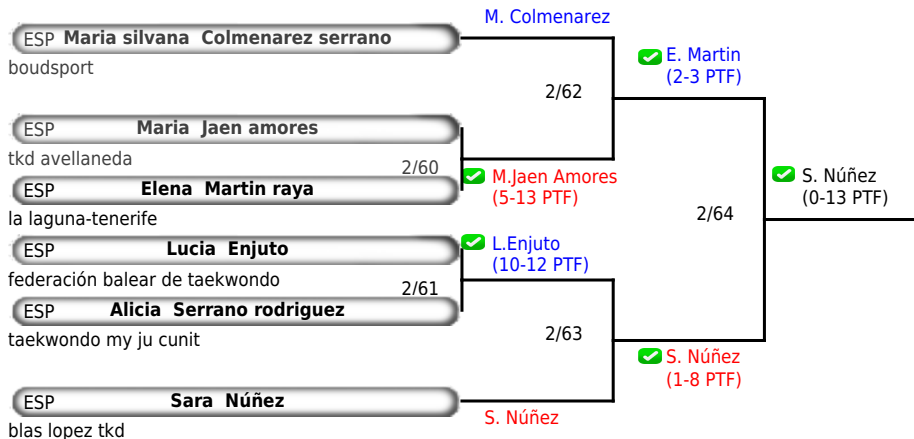 M. Colmenarez
ESP Maria silvana Colmenarez serrano
boudsport
E. Martin
(2-3 PTF)
2/62
ESP Maria Jaen amores
tkd avellaneda
2/60
M.Jaen Amores
(5-13 PTF)
ESP Elena Martin raya
la laguna-tenerife
S. Núñez
(0-13 PTF)
2/64
ESP Lucia Enjuto
federación balear de taekwondo
L.Enjuto
(10-12 PTF)
2/61
ESP Alicia Serrano rodriguez
taekwondo my ju cunit
2/63
S. Núñez
(1-8 PTF)
ESP Sara Núñez
blas lopez tkd
S. Núñez